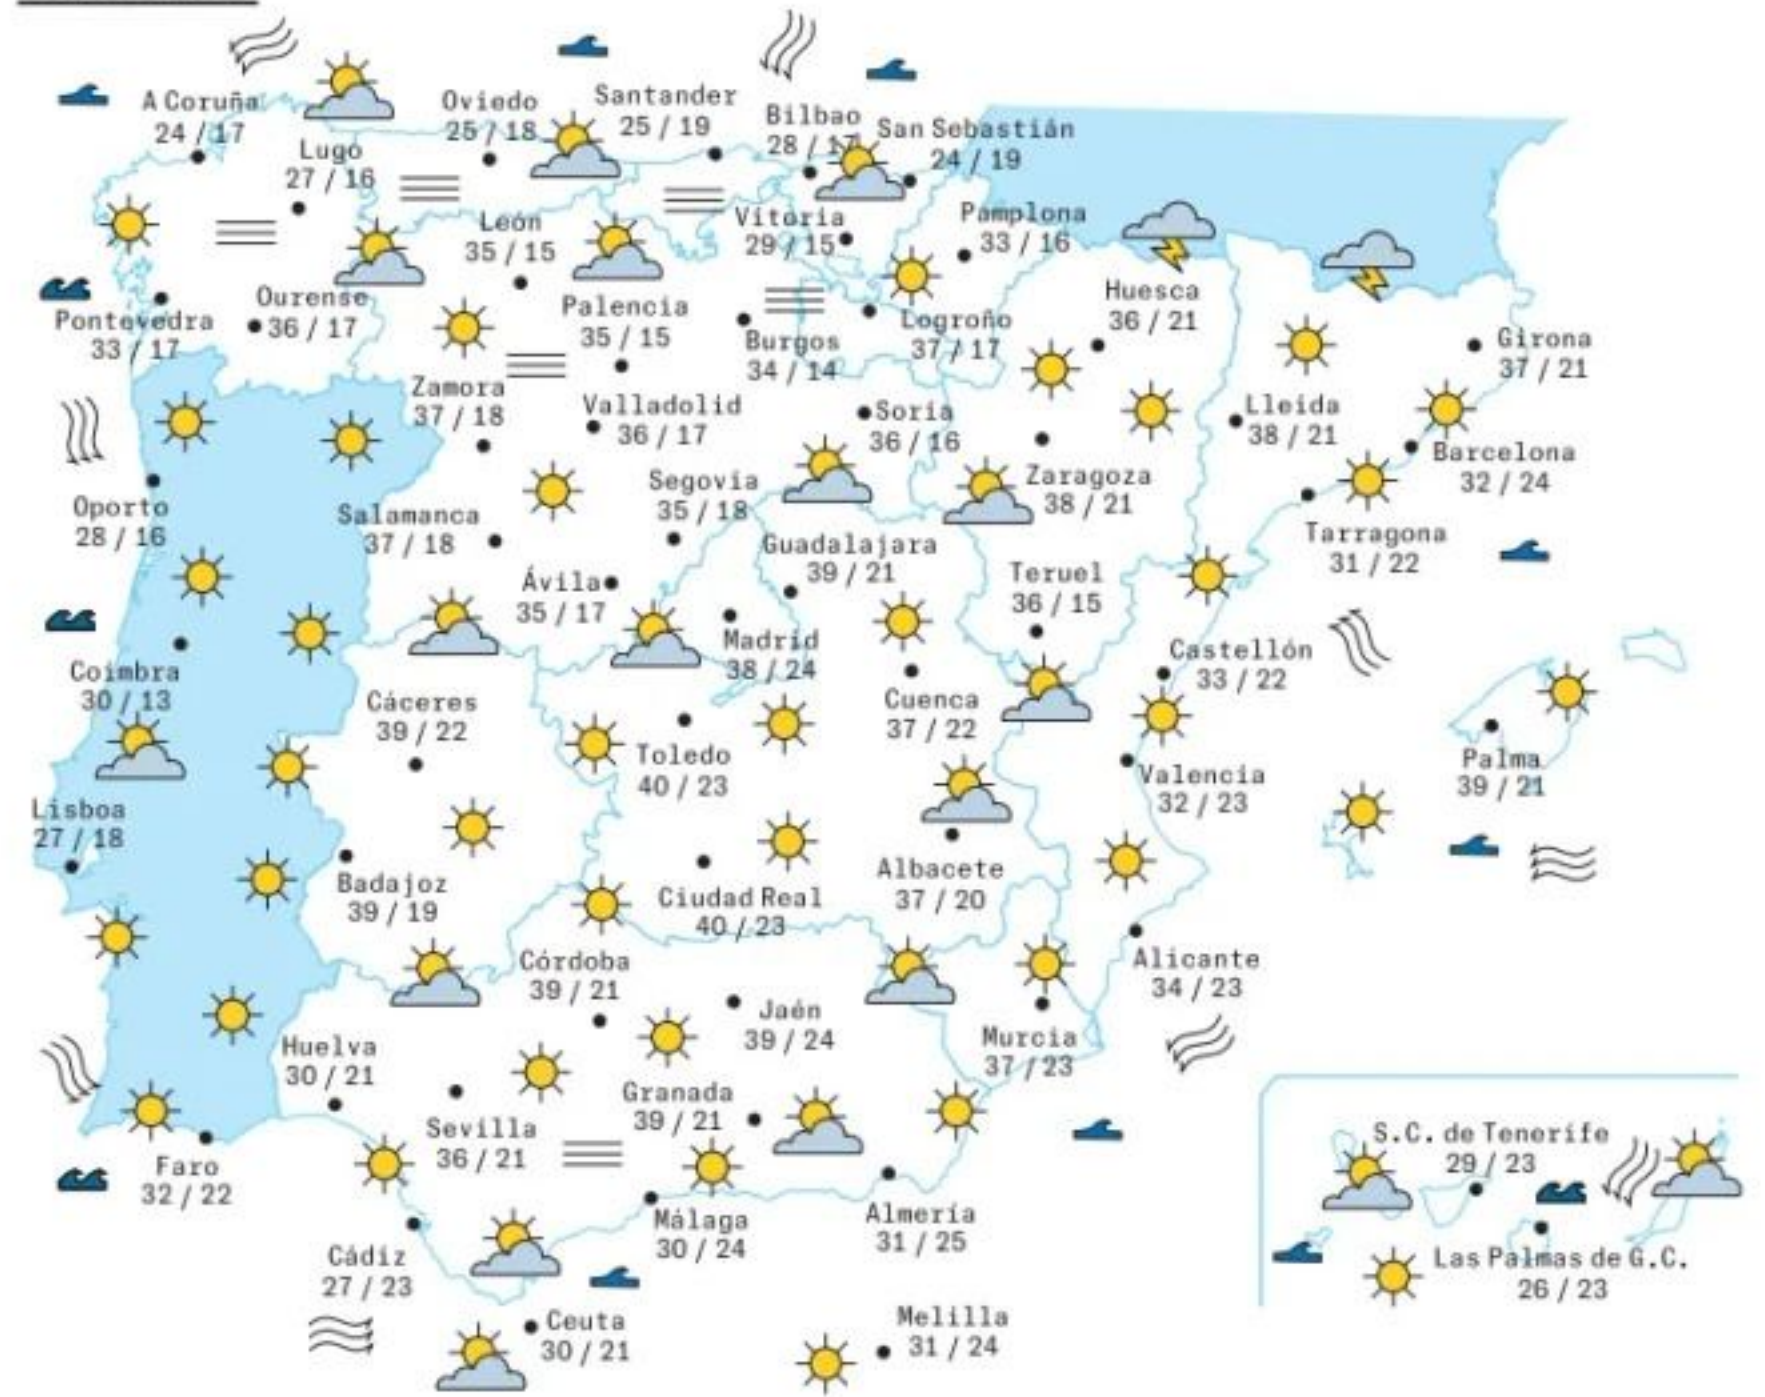 A Coruña
24 / 17
Oviedo
25 / 18
Santander
25 / 19
Bilbao
28 / 17
San Sebastián
24 / 19
Lugo
27 / 16
León
35 / 15
Vitoria
29 / 15
Pamplona
33 / 16
Pontevedra
33 / 17
Ourense
36 / 17
Palencia
35 / 15
Burgos
34 / 14
Logroño
37 / 17
Huesca
36 / 21
Girona
37 / 21
Zamora
37 / 18
Valladolid
36 / 17
Soria
36 / 16
Lleida
38 / 21
Barcelona
32 / 24
Oporto
28 / 16
Salamanca
37 / 18
Segovia
35 / 18
Zaragoza
38 / 21
Tarragona
31 / 22
Ávila
35 / 17
Guadalajara
39 / 21
Teruel
36 / 15
Coimbra
30 / 13
Madrid
38 / 24
Castellón
33 / 22
Cáceres
39 / 22
Toledo
40 / 23
Cuenca
37 / 22
Valencia
32 / 23
Palma
39 / 21
Lisboa
27 / 18
Badajoz
39 / 19
Ciudad Real
40 / 23
Albacete
37 / 20
Córdoba
39 / 21
Jaén
39 / 24
Alicante
34 / 23
Murcia
37 / 23
Huelva
30 / 21
Sevilla
36 / 21
Granada
39 / 21
Faro
32 / 22
Cádiz
27 / 23
Málaga
30 / 24
Almería
31 / 25
S.C. de Tenerife
29 / 23
Las Palmas de G.C.
26 / 23
Ceuta
30 / 21
Melilla
31 / 24